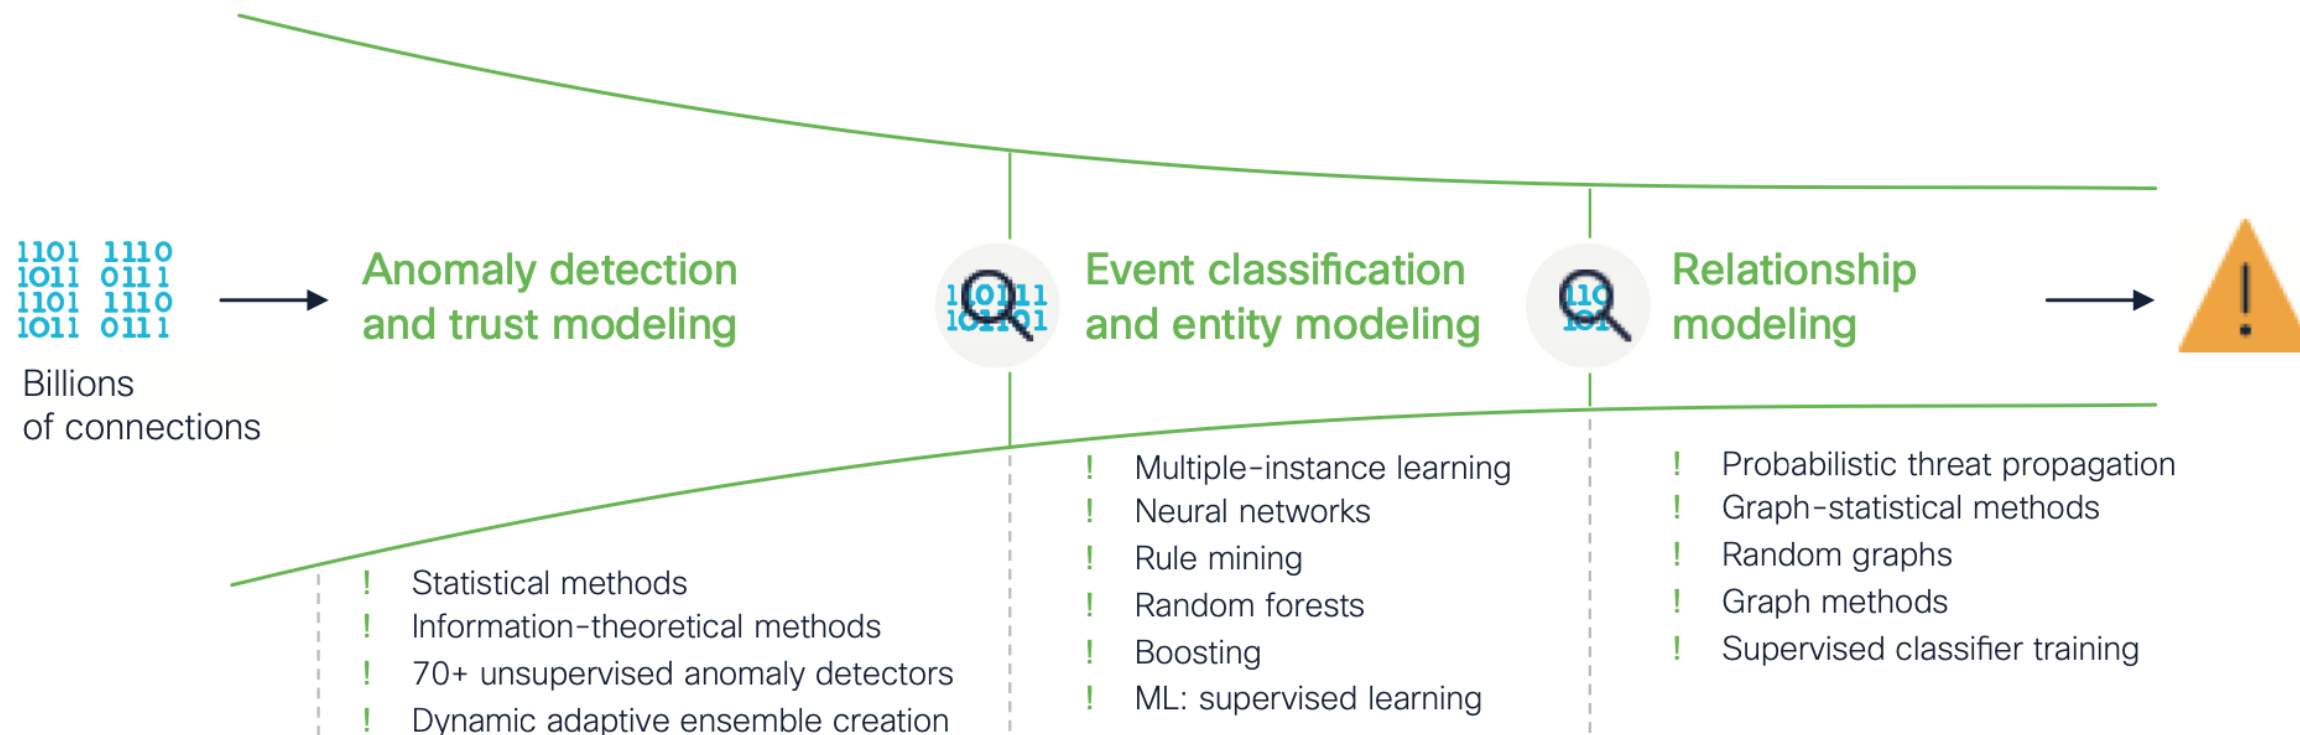 1101 1110
1011 0111
1101 1110
1011 0111
Billions
of connections
Anomaly detection
and trust modeling
! Statistical methods
! Information-theoretical methods
! 70+ unsupervised anomaly detectors
! Dynamic adaptive ensemble creation
Event classification
and entity modeling
! Multiple-instance learning
! Neural networks
! Rule mining
! Random forests
! Boosting
! ML: supervised learning
Relationship
modeling
! Probabilistic threat propagation
! Graph-statistical methods
! Random graphs
! Graph methods
! Supervised classifier training
!